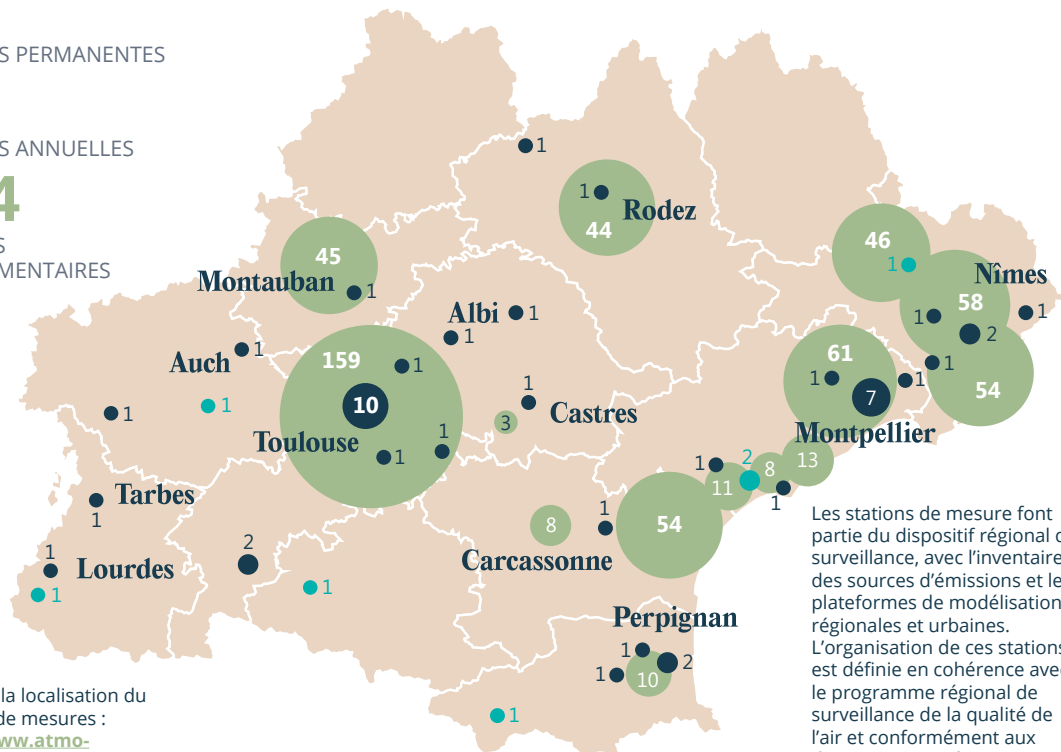 S PERMANENTES
S ANNUELLES
4
S
MENTAIRES
1
1
Rodez
44
45
Montauban
1
46
1
Nîmes
58
1
1
2
Albi
1
1
Auch
1
159
1
10
Toulouse
1
1
1
1
1
Castres
3
61
1
7
1
1
54
Montpellier
Tarbes
1
1
Lourdes
1
2
1
8
1
Carcassonne
54
1
11
2
8
1
13
Perpignan
1
2
1
10
1
Les stations de mesure font
partie du dispositif régional d
surveillance, avec l’inventaire
des sources d’émissions et le
plateformes de modélisation
régionales et urbaines.
L’organisation de ces stations
est définie en cohérence avec
le programme régional de
surveillance de la qualité de
l’air et conformément aux
la localisation du
de mesures :
ww.atmo-